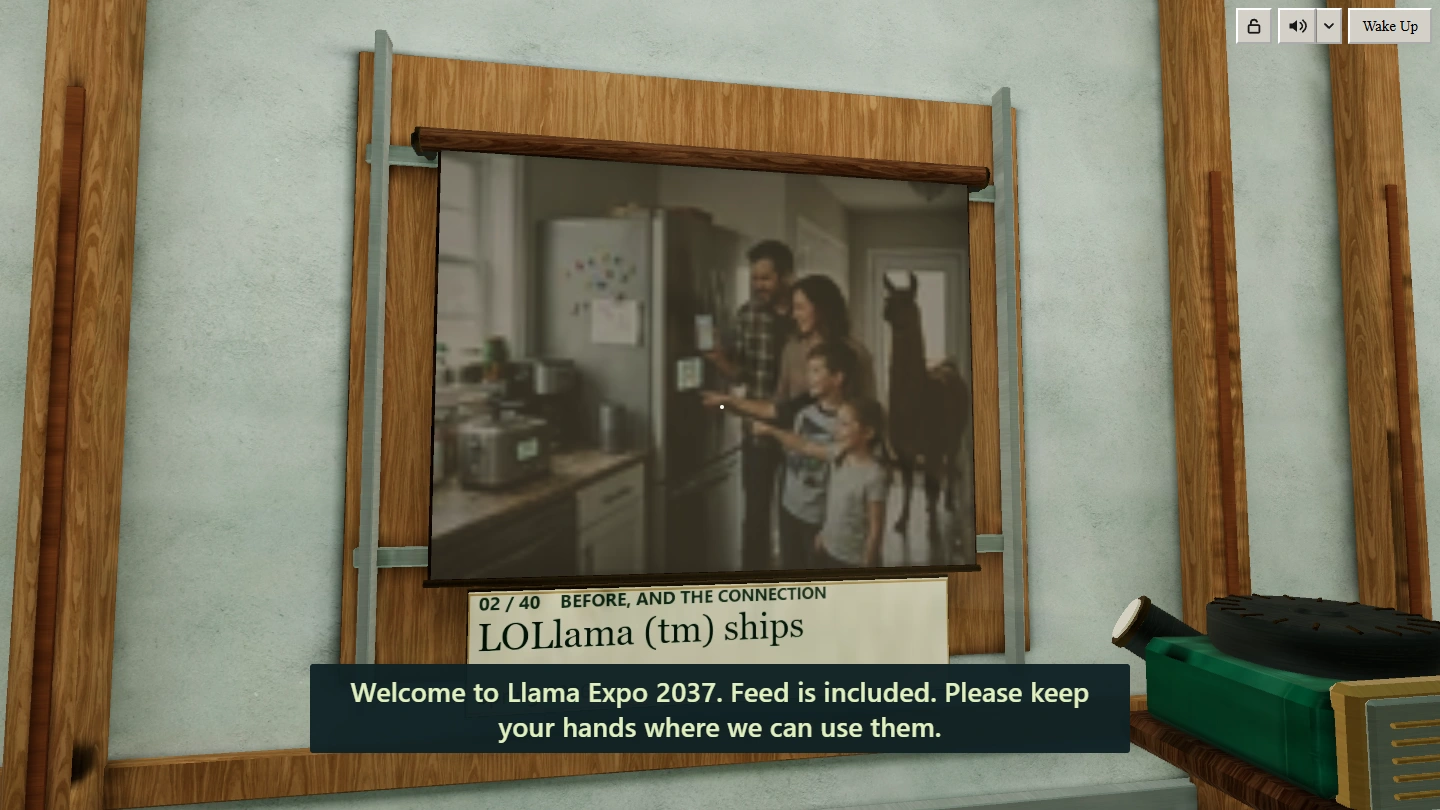 Wake Up
02 / 40 BEFORE, AND THE CONNECTION
LOLlama (tm) ships
Welcome to Llama Expo 2037. Feed is included. Please keep
your hands where we can use them.